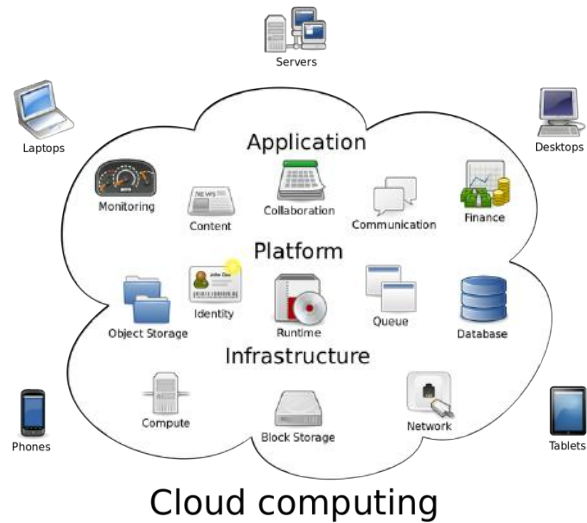 Servers
Laptops
Desktops
Application
Monitoring
Content
Collaboration
Communication
Finance
Platform
Object Storage
Identity
Runtime
Queue
Database
Infrastructure
Compute
Block Storage
Network
Phones
Tablets
Cloud computing